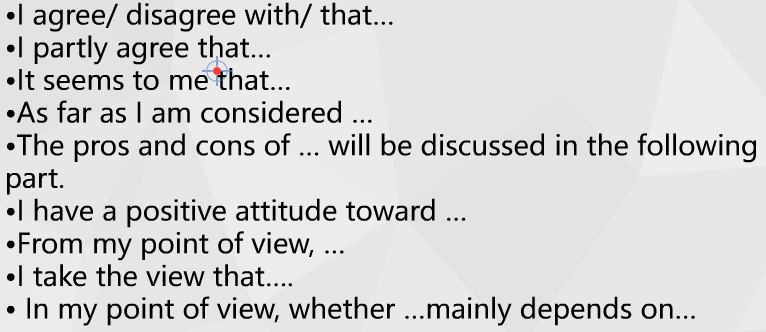 •I agree/ disagree with/ that...
•I partly agree that...
•It seems to me that...
•As far as I am considered ...
•The pros and cons of ... will be discussed in the following
part.
•I have a positive attitude toward ...
•From my point of view, ...
•I take the view that....
• In my point of view, whether ...mainly depends on...